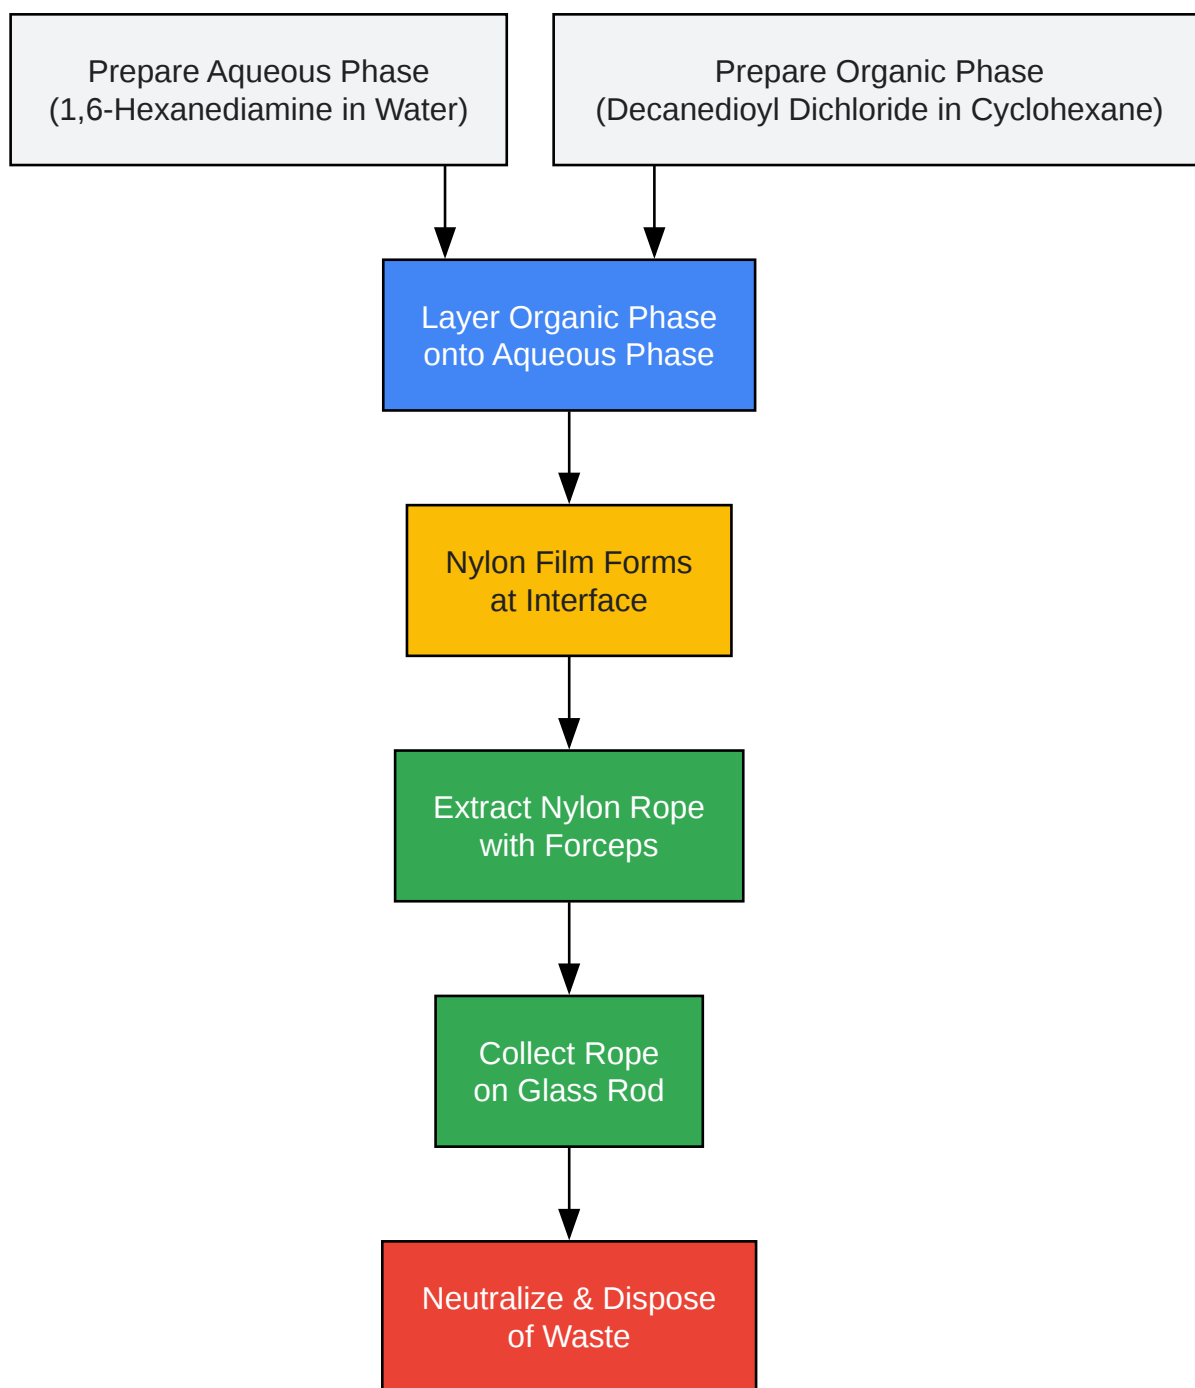 Prepare Aqueous Phase
(1,6-Hexanediamine in Water)
Prepare Organic Phase
(Decanedioyl Dichloride in Cyclohexane)
Layer Organic Phase
onto Aqueous Phase
Nylon Film Forms
at Interface
Extract Nylon Rope
with Forceps
Collect Rope
on Glass Rod
Neutralize & Dispose
of Waste